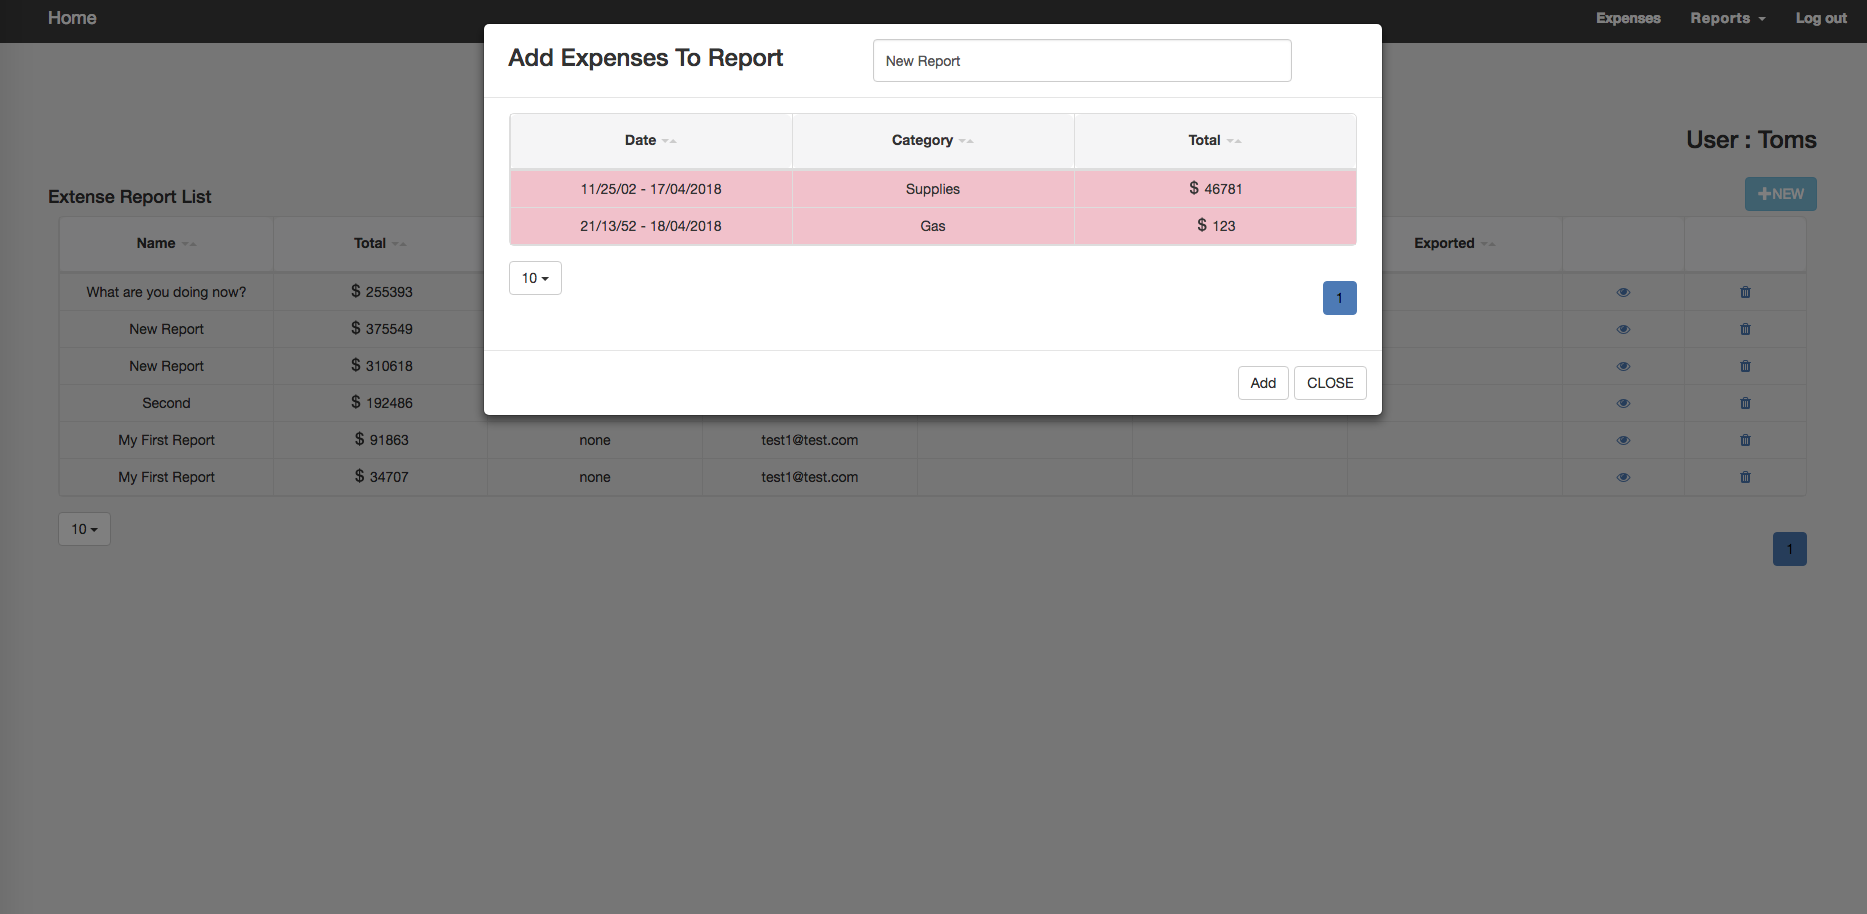 Home Expenses Reports Log out
Add Expenses To Report New Report
Date Category Total
11/25/02 - 17/04/2018 Supplies $ 46781
21/13/52 - 18/04/2018 Gas $ 123
10
1
Add CLOSE
User : Toms
Extense Report List
+NEW
Name Total Exported
What are you doing now? $ 255393
New Report $ 375549
New Report $ 310618
Second $ 192486
My First Report $ 91863 none test1@test.com
My First Report $ 34707 none test1@test.com
10
1